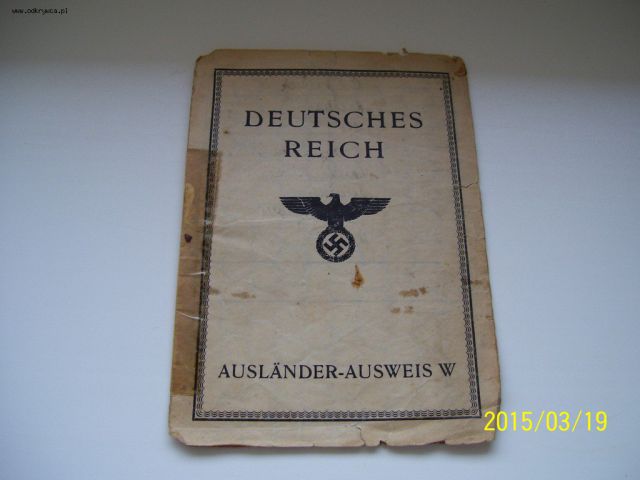 www.odkrywca.pl
DEUTSCHES
REICH
AUSLÄNDER-AUSWEIS W
2015/03/19